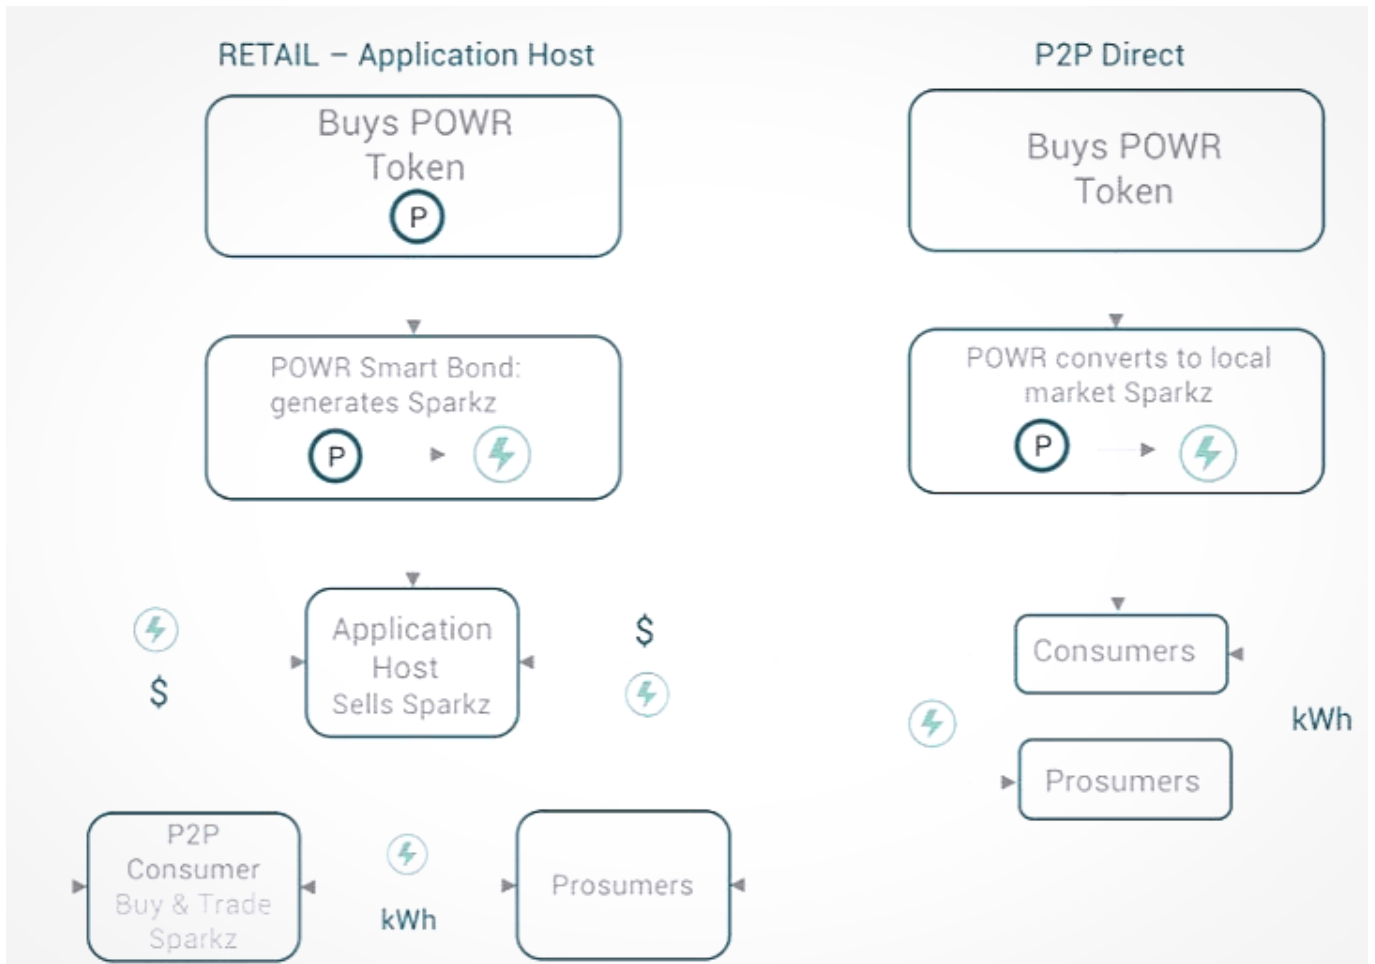 RETAIL – Application Host
Buys POWR
Token
P
POWR Smart Bond:
generates Sparkz
P
Application
Host
Sells Sparkz
$
$
P2P
Consumer
Buy & Trade
Sparkz
kWh
Prosumers
P2P Direct
Buys POWR
Token
POWR converts to local
market Sparkz
P
Consumers
kWh
Prosumers